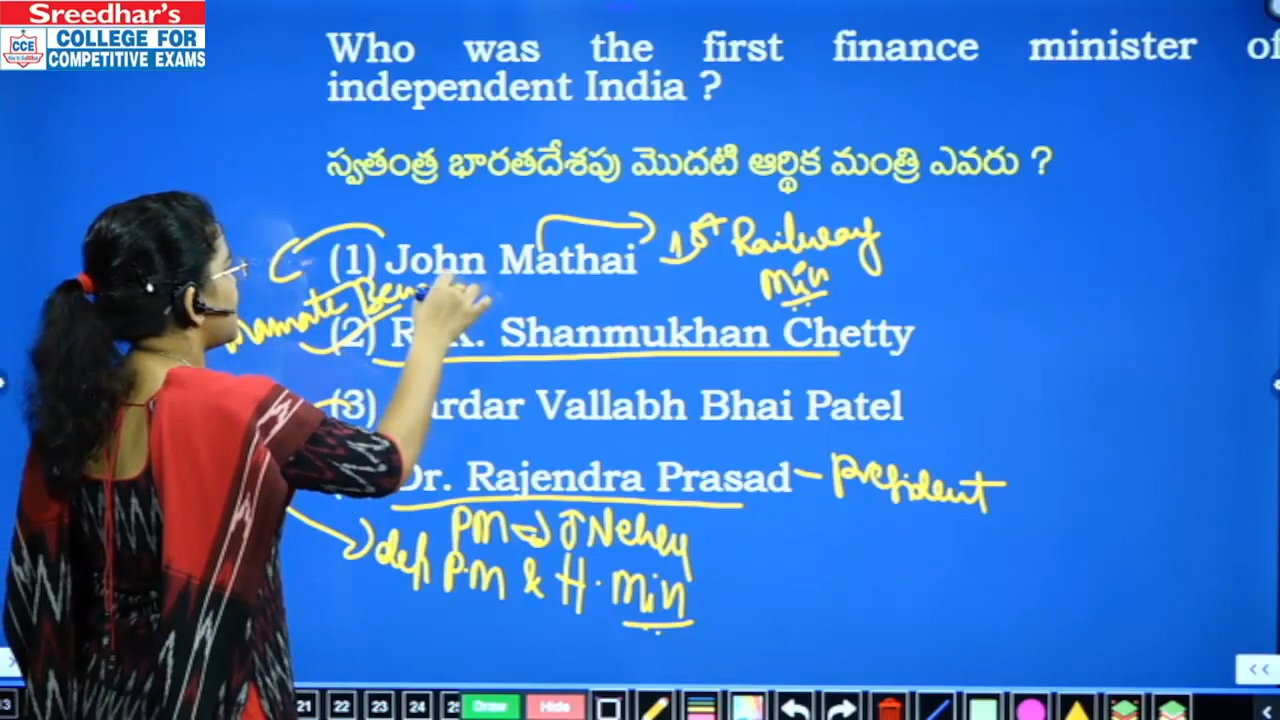 Sreedhar's
CCE
COLLEGE FOR
COMPETITIVE EXAMS
Who was the first finance minister of
independent India ?
స్వతంత్ర భారతదేశపు మొదటి ఆర్థిక మంత్రి ఎవరు ?
(1) John Mathai 1st Railway
Min
(2) R.K. Shanmukhan Chetty
(3) Vallabh Bhai Patel
Dr. Rajendra Prasad - President
PM → J Nehru
dep P.M & H. Min
21 22 23 24 Draw Hide
<<